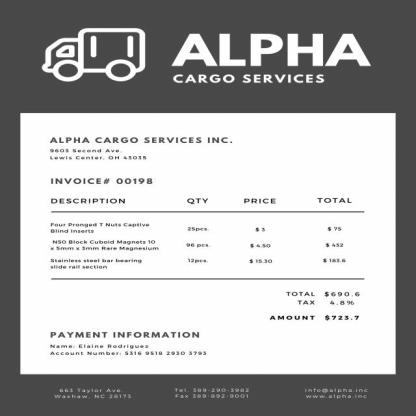 ALPHA
CARGO SERVICES
ALPHA CARGO SERVICES INC.
9603 Second Ave.
Lewis Center, OH 43035
INVOICE# 00198
DESCRIPTION QTY PRICE TOTAL
Four Pronged T Nuts Captive
Blind Inserts 25pcs. $ 3 $ 75
N50 Block Cuboid Magnets 10
x 5mm x 3mm Rare Magnesium 96 pcs. $ 4.50 $ 432
Stainless steel bar bearing
slide rail section 12pcs. $ 15.30 $ 183.6
TOTAL $690.6
TAX 4.8%
AMOUNT $723.7
PAYMENT INFORMATION
Name: Elaine Rodriguez
Account Number: 5316 9518 2930 3793
663 Taylor Ave. Tel. 389-290-3962 info@alpha.inc
Waxhaw, NC 28173 Fax 389-892-9001 www.alpha.inc